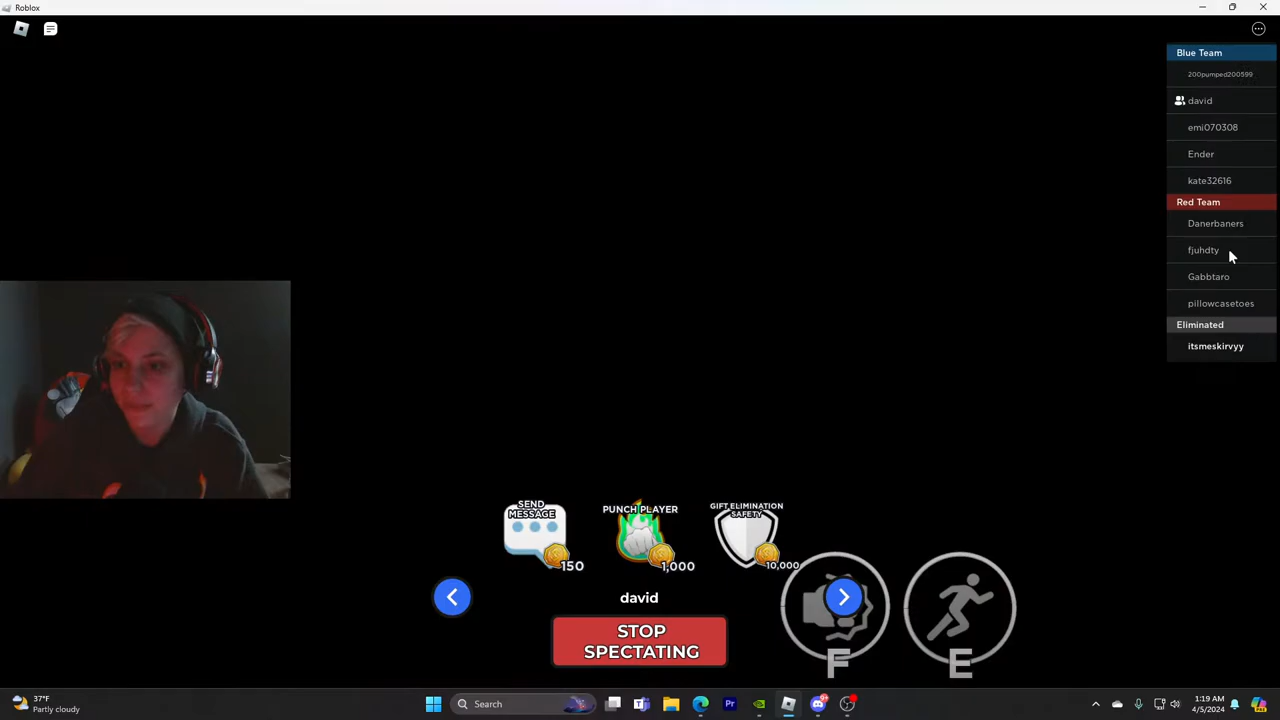 Roblox
Blue Team
200pumped200599
david
emi070308
Ender
kate32616
Red Team
Danerbaners
fjuhdty
Gabbtaro
pillowcasetoes
Eliminated
itsmeskirvyy
SEND
MESSAGE
150
PUNCH PLAYER
1,000
GIFT ELIMINATION
SAFETY
10,000
david
STOP
SPECTATING
F
E
37°F
Partly cloudy
Search
1:19 AM
4/5/2024